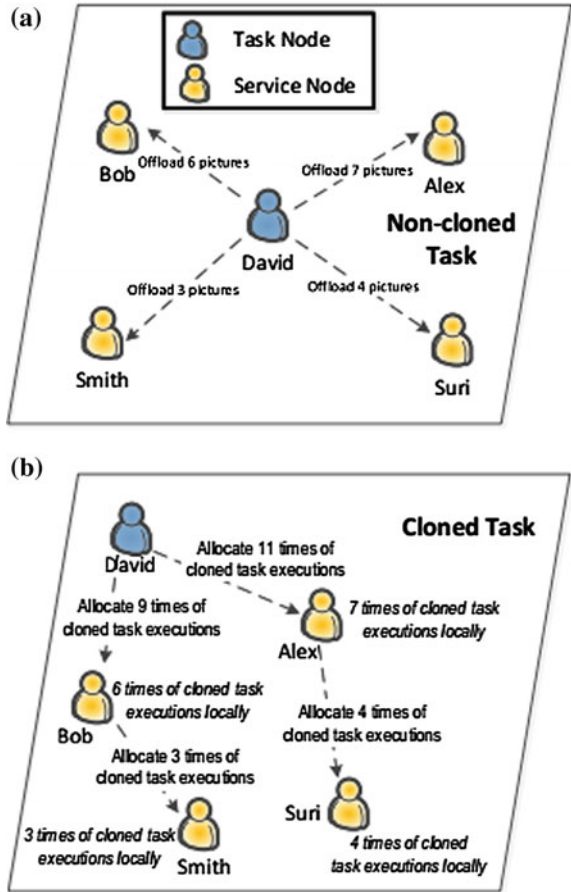 (a)
Task Node
Service Node
Bob
Offload 6 pictures
Offload 7 pictures
Alex
David
Non-cloned
Task
Offload 3 pictures
Offload 4 pictures
Smith
Suri
(b)
Cloned Task
David
Allocate 11 times of
cloned task executions
Allocate 9 times of
cloned task executions
7 times of cloned task
executions locally
Alex
6 times of cloned task
executions locally
Bob
Allocate 4 times of
cloned task executions
Allocate 3 times of
cloned task executions
Suri
3 times of cloned task
executions locally
Smith
4 times of cloned
task executions locally